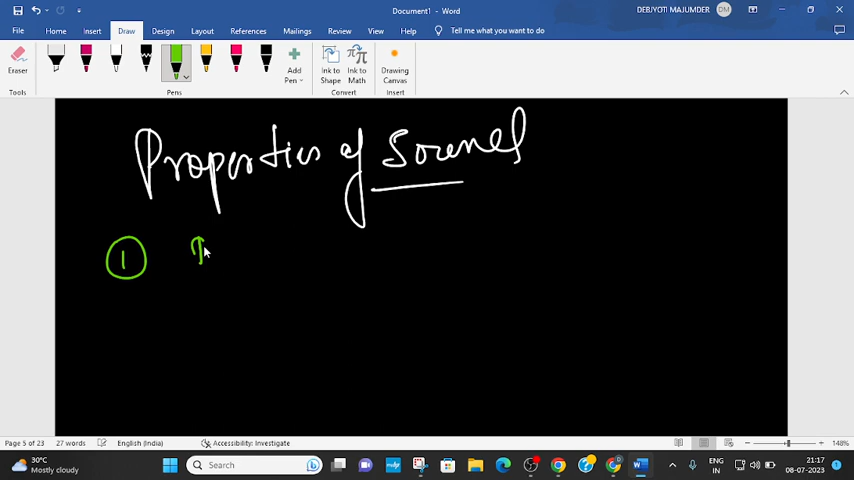 Document1 - Word
DEBJYOTI MAJUMDER DM
File Home Insert Draw Design Layout References Mailings Review View Help Tell me what you want to do
Eraser
Add Pen
Ink to Shape
Ink to Math
Drawing Canvas
Tools Pens Convert Insert
Properties of Sound
1
Page 5 of 23 27 words English (India) Accessibility: Investigate 148%
30°C
Mostly cloudy
Search
ENG
IN
21:17
08-07-2023